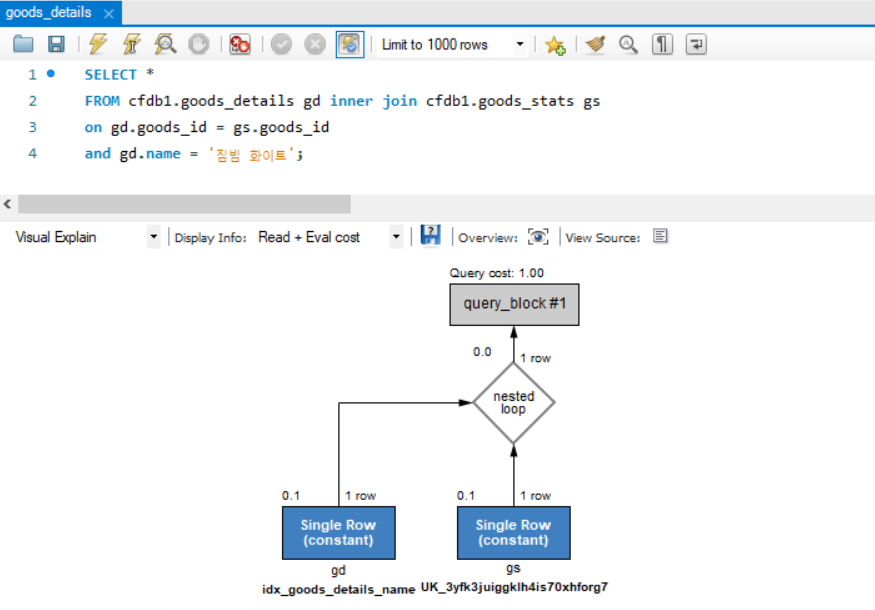 goods_details
Limit to 1000 rows
1 SELECT *
2 FROM cfdb1.goods_details gd inner join cfdb1.goods_stats gs
3 on gd.goods_id = gs.goods_id
4 and gd.name = '짐빔 화이트';
Visual Explain Display Info: Read + Eval cost Overview: View Source:
Query cost: 1.00
query_block #1
0.0 1 row
nested
loop
0.1 1 row 0.1 1 row
Single Row Single Row
(constant) (constant)
gd gs
idx_goods_details_name UK_3yfk3juiggklh4is70xhforg7